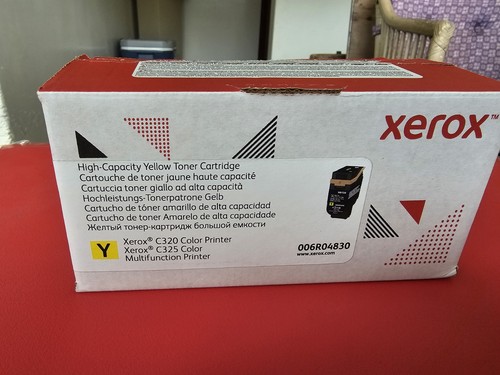 xerox™
High-Capacity Yellow Toner Cartridge
Cartouche de toner jaune haute capacité
Cartuccia toner giallo ad alta capacità
Hochleistungs-Tonerpatrone Gelb
Cartucho de tóner amarillo de alta capacidad
Cartucho de toner Amarelo de alta capacidade
Желтый тонер-картридж большой емкости
Y
Xerox® C320 Color Printer
Xerox® C325 Color
Multifunction Printer
006R04830
www.xerox.com